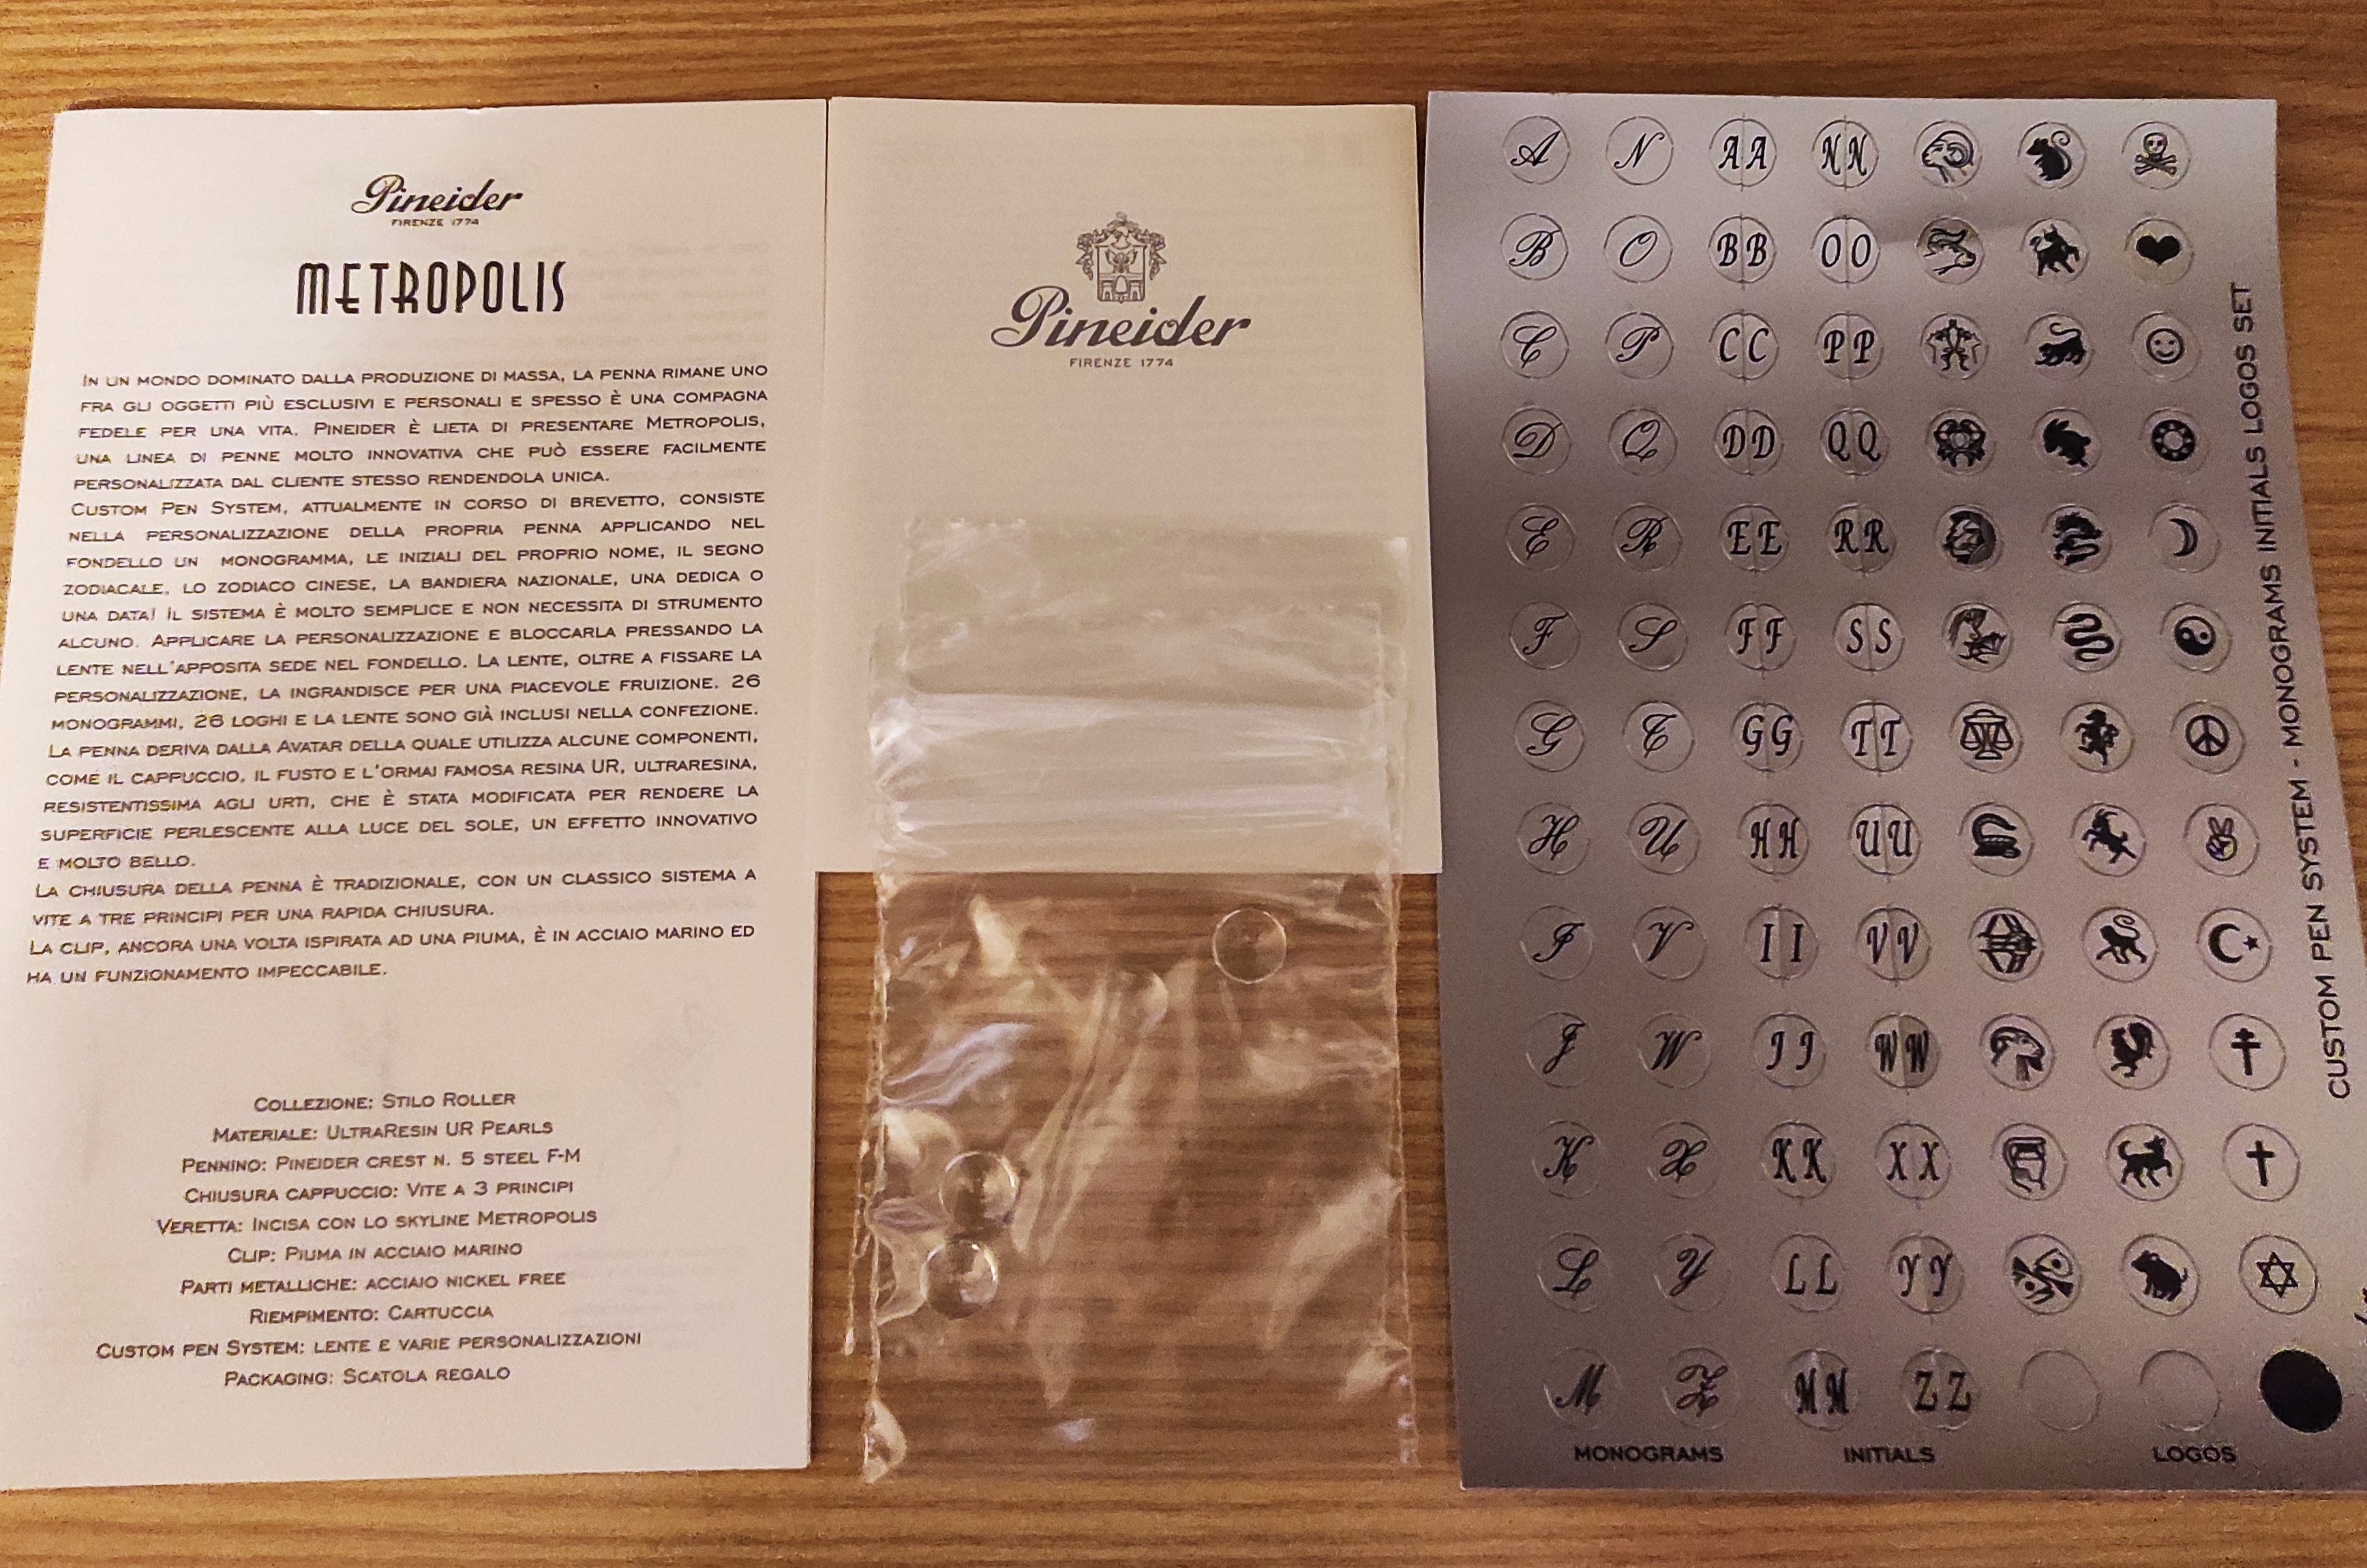 Pineider
FIRENZE 1774
METROPOLIS
IN UN MONDO DOMINATO DALLA PRODUZIONE DI MASSA, LA PENNA RIMANE UNO
FRA GLI OGGETTI PIÙ ESCLUSIVI E PERSONALI E SPESSO È UNA COMPAGNA
FEDELE PER UNA VITA. PINEIDER È LIETA DI PRESENTARE METROPOLIS,
UNA LINEA DI PENNE MOLTO INNOVATIVA CHE PUÒ ESSERE FACILMENTE
PERSONALIZZATA DAL CLIENTE STESSO RENDENDOLA UNICA.
CUSTOM PEN SYSTEM, ATTUALMENTE IN CORSO DI BREVETTO, CONSISTE
NELLA PERSONALIZZAZIONE DELLA PROPRIA PENNA APPLICANDO NEL
FONDELLO UN MONOGRAMMA, LE INIZIALI DEL PROPRIO NOME, IL SEGNO
ZODIACALE, LO ZODIACO CINESE, LA BANDIERA NAZIONALE, UNA DEDICA O
UNA DATA! IL SISTEMA È MOLTO SEMPLICE E NON NECESSITA DI STRUMENTO
ALCUNO. APPLICARE LA PERSONALIZZAZIONE E BLOCCARLA PRESSANDO LA
LENTE NELL'APPOSITA SEDE NEL FONDELLO. LA LENTE, OLTRE A FISSARE LA
PERSONALIZZAZIONE, LA INGRANDISCE PER UNA PIACEVOLE FRUIZIONE. 26
MONOGRAMMI, 26 LOGHI E LA LENTE SONO GIÀ INCLUSI NELLA CONFEZIONE.
LA PENNA DERIVA DALLA AVATAR DELLA QUALE UTILIZZA ALCUNE COMPONENTI,
COME IL CAPPUCCIO, IL FUSTO E L'ORMAI FAMOSA RESINA UR, ULTRARESINA,
RESISTENTISSIMA AGLI URTI, CHE È STATA MODIFICATA PER RENDERE LA
SUPERFICIE PERLESCENTE ALLA LUCE DEL SOLE, UN EFFETTO INNOVATIVO
E MOLTO BELLO.
LA CHIUSURA DELLA PENNA È TRADIZIONALE, CON UN CLASSICO SISTEMA A
VITE A TRE PRINCIPI PER UNA RAPIDA CHIUSURA.
LA CLIP, ANCORA UNA VOLTA ISPIRATA AD UNA PIUMA, È IN ACCIAIO MARINO ED
HA UN FUNZIONAMENTO IMPECCABILE.
COLLEZIONE: STILO ROLLER
MATERIALE: ULTRARESIN UR PEARLS
PENNINO: PINEIDER CREST N. 5 STEEL F-M
CHIUSURA CAPPUCCIO: VITE A 3 PRINCIPI
VERETTA: INCISA CON LO SKYLINE METROPOLIS
CLIP: PIUMA IN ACCIAIO MARINO
PARTI METALLICHE: ACCIAIO NICKEL FREE
RIEMPIMENTO: CARTUCCIA
CUSTOM PEN SYSTEM: LENTE E VARIE PERSONALIZZAZIONI
PACKAGING: SCATOLA REGALO
Pineider
FIRENZE 1774
A N AA NN
B O BB OO
C P CC PP
D Q DD QQ
E R EE RR
F S FF SS
G T GG TT
H U HH UU
I V II VV
J W JJ WW
K X KK XX
L Y LL YY
M Z MM ZZ
MONOGRAMS INITIALS LOGOS
CUSTOM PEN SYSTEM - MONOGRAMS INITIALS LOGOS SET